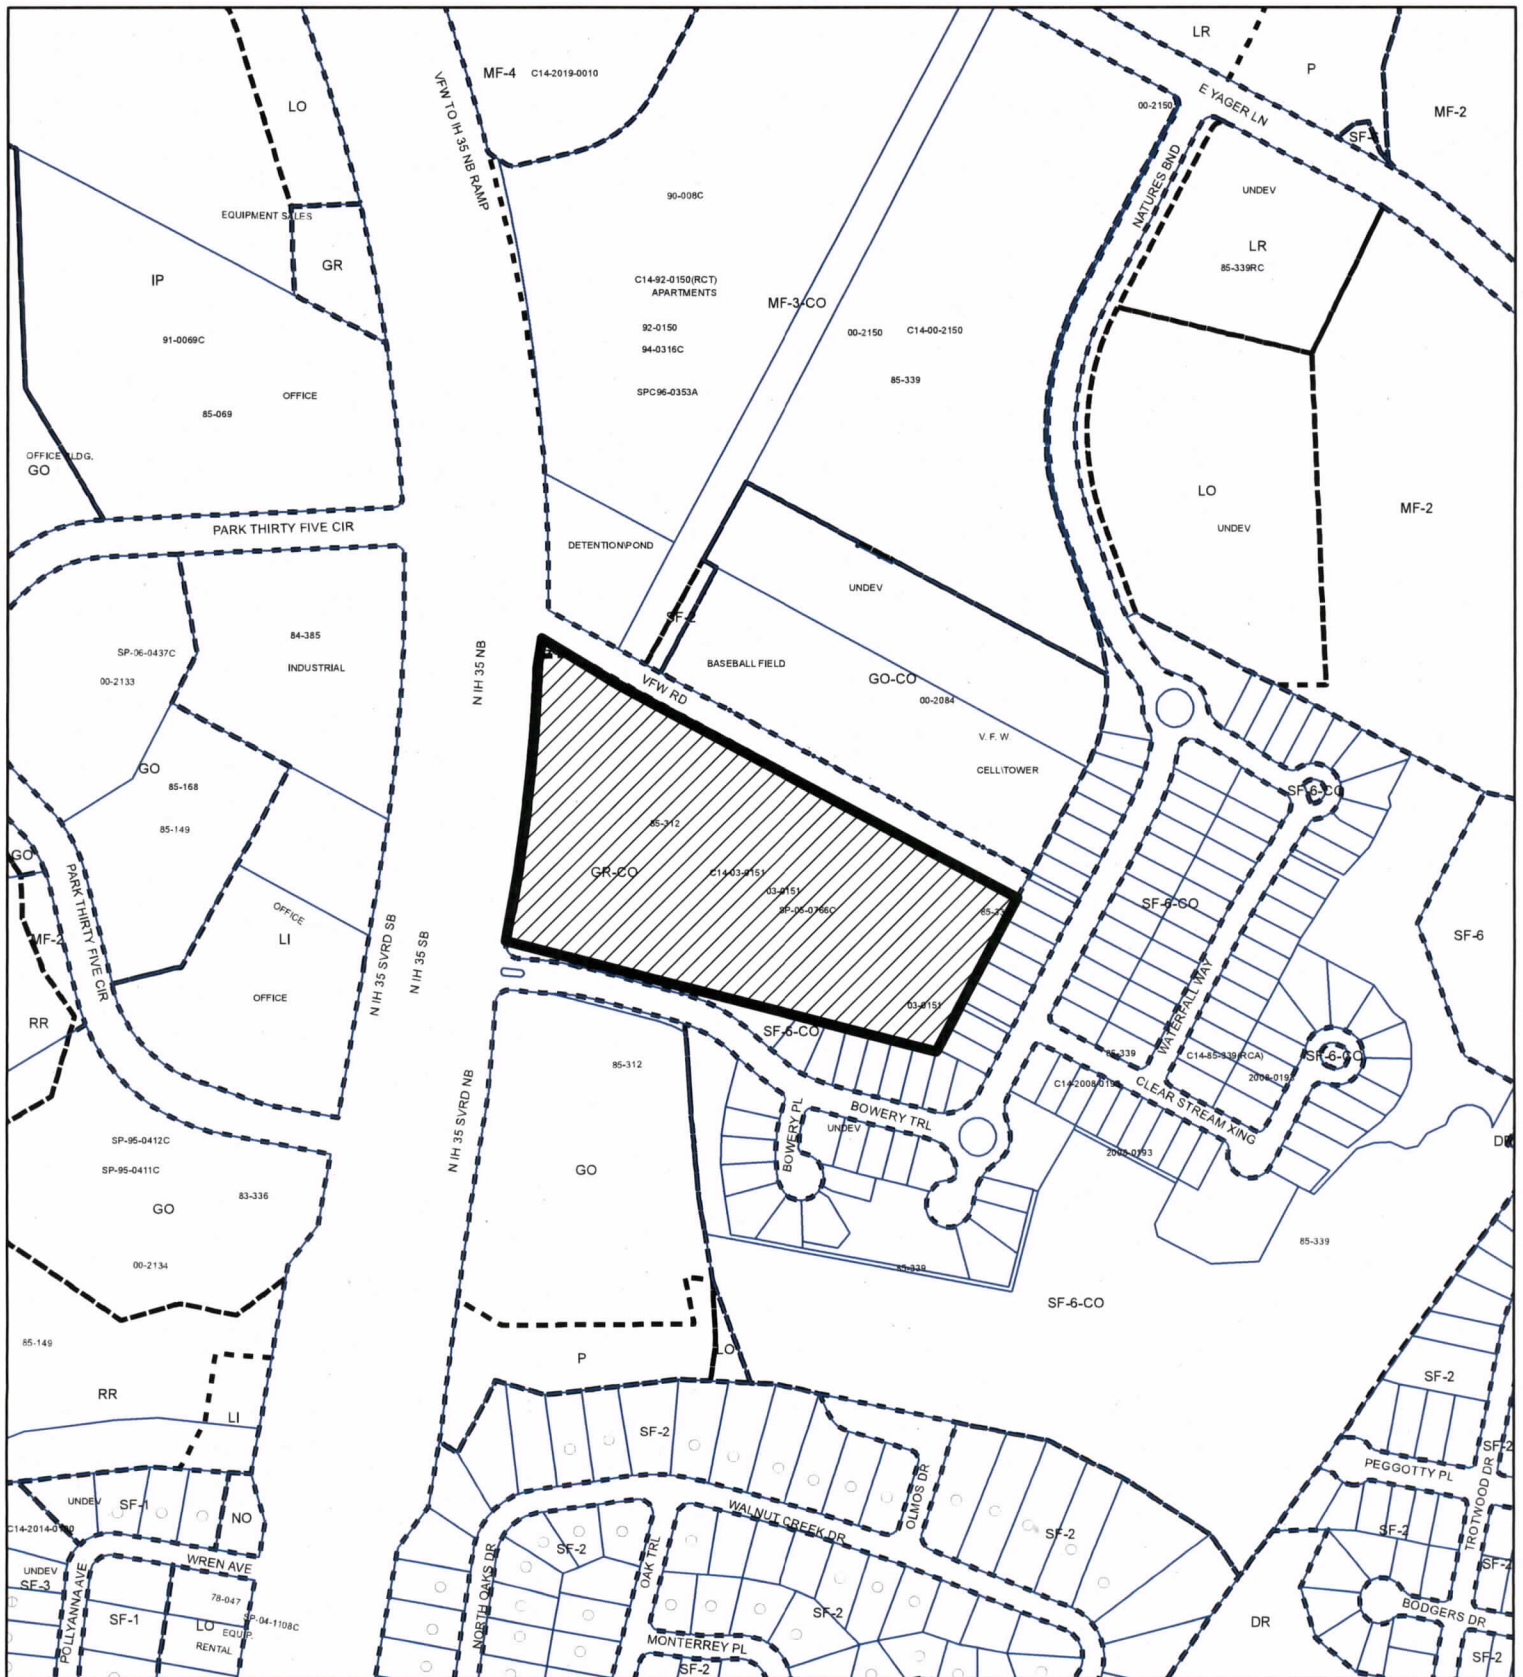 LR
P
MF-4
C14-2019-0010
LO
VFW TO IH 35 NB RAMP
00-2150
E YAGER LN
MF-2
NATURES BND
UNDEV
90-008C
EQUIPMENT SALES
GR
LR
85-339RC
IP
C14-92-0150(RCT)
APARTMENTS
MF-3-CO
92-0150
94-0316C
00-2150
C14-00-2150
91-0069C
85-339
SPC96-0353A
OFFICE
85-069
GO
LO
UNDEV
MF-2
PARK THIRTY FIVE CIR
DETENTION\POND
UNDEV
SF-2
84-385
INDUSTRIAL
SP-06-0437C
00-2133
N IH 35 NB
BASEBALL FIELD
VFW RD
GO-CO
00-2084
V. F. W.
CELL\TOWER
GO
85-168
85-149
SF-6-CO
85-312
GO
GR-CO
C14-03-0151
03-0151
SP-05-0766C
SF-6-CO
PARK THIRTY FIVE CIR
OFFICE
LI
MF-2
N IH 35 SVRD SB
N IH 35 SB
SF-6
WATERFALL WAY
OFFICE
03-0151
RR
SF-6-CO
85-312
85-339
C14-85-339(RCA)
SF-6-CO
CLEAR STREAM XING
N IH 35 SVRD NB
BOWERY PL
BOWERY TRL
UNDEV
SP-95-0412C
SP-95-0411C
2008-0193
GO
83-336
GO
85-339
00-2134
85-339
SF-6-CO
85-149
P
LO
RR
LI
SF-2
SF-2
SF-2
PEGGOTTY PL
TROTWOOD DR
UNDEV
SF-1
NO
WALNUT CREEK DR
OLMOS DR
SF-2
SF-2
SF-2
WREN AVE
NORTH OAKS DR
OAK TRL
UNDEV
SF-3
POLLYANNA AVE
78-047
SP-04-1108C
SF-1
LO
EQUIP.
RENTAL
SF-2
BODGERS DR
DR
MONTERREY PL
SF-2
SF-2
SF-2